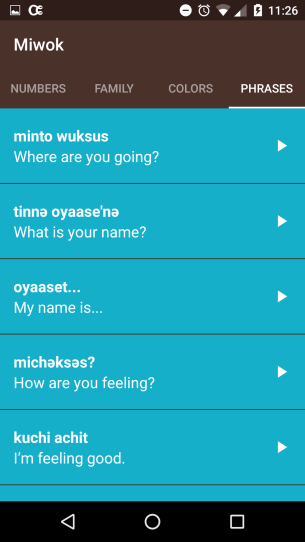 11:26
Miwok
NUMBERS FAMILY COLORS PHRASES
minto wuksus
Where are you going?
tinnə oyaase'nə
What is your name?
oyaaset...
My name is...
michəksəs?
How are you feeling?
kuchi achit
I'm feeling good.